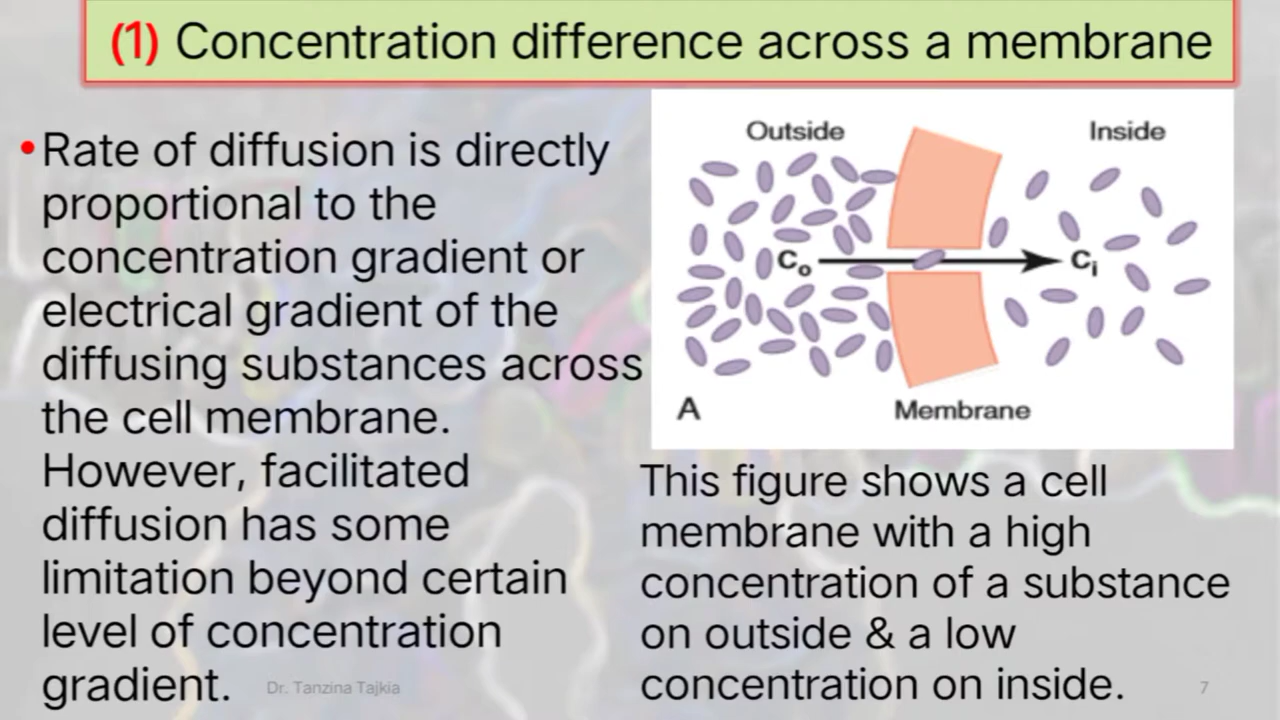 (1) Concentration difference across a membrane
•Rate of diffusion is directly
proportional to the
concentration gradient or
electrical gradient of the
diffusing substances across
the cell membrane.
However, facilitated
diffusion has some
limitation beyond certain
level of concentration
gradient.
Outside
Inside
Co
Ci
A
Membrane
This figure shows a cell
membrane with a high
concentration of a substance
on outside & a low
concentration on inside.
Dr. Tanzina Tajkia
7